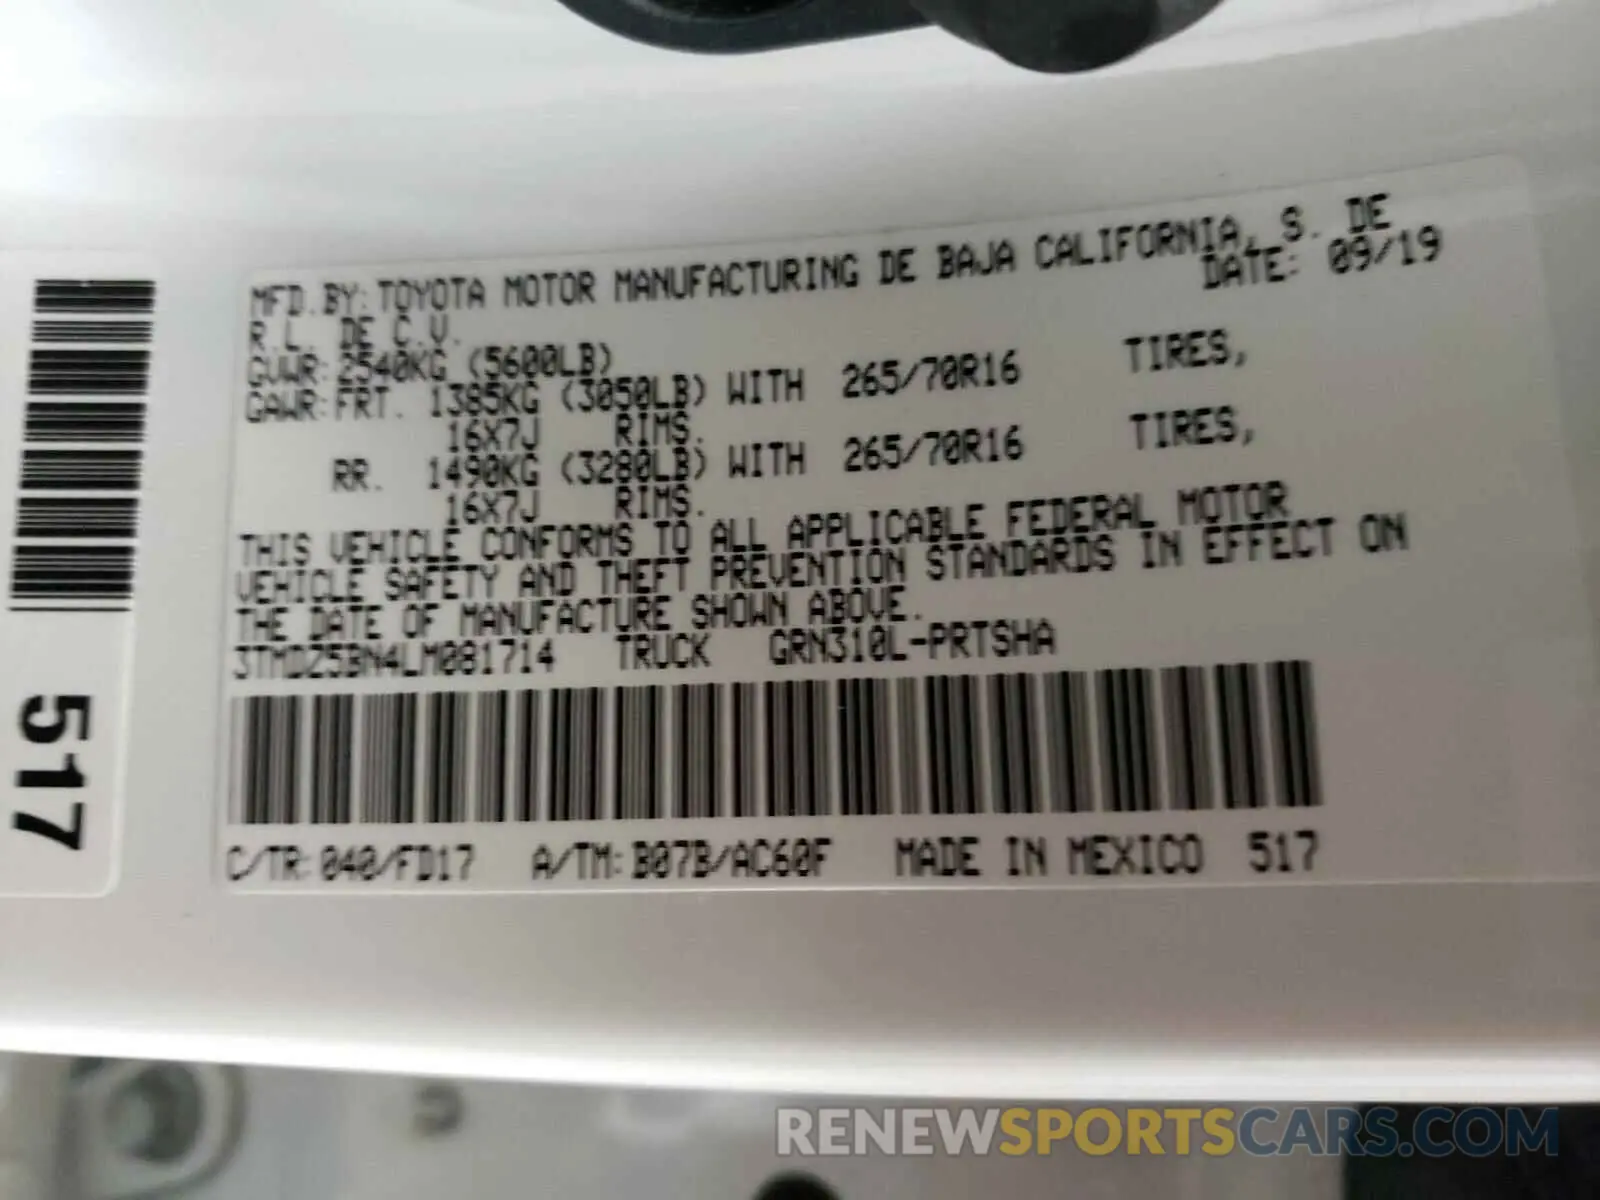 MFD.BY:TOYOTA MOTOR MANUFACTURING DE BAJA CALIFORNIA, S. DE
R.L. DE C.V. DATE: 09/19
GVWR:2540KG (5600LB)
GAWR:FRT. 1385KG (3050LB) WITH 265/70R16 TIRES,
16X7J RIMS.
RR. 1490KG (3280LB) WITH 265/70R16 TIRES,
16X7J RIMS.
THIS VEHICLE CONFORMS TO ALL APPLICABLE FEDERAL MOTOR
VEHICLE SAFETY AND THEFT PREVENTION STANDARDS IN EFFECT ON
THE DATE OF MANUFACTURE SHOWN ABOVE.
3TMDZ5BN4LM081714 TRUCK GRN310L-PRTSHA
C/TR:040/FD17 A/TM:B07B/AC60F MADE IN MEXICO 517
517
RENEWSPORTSCARS.COM